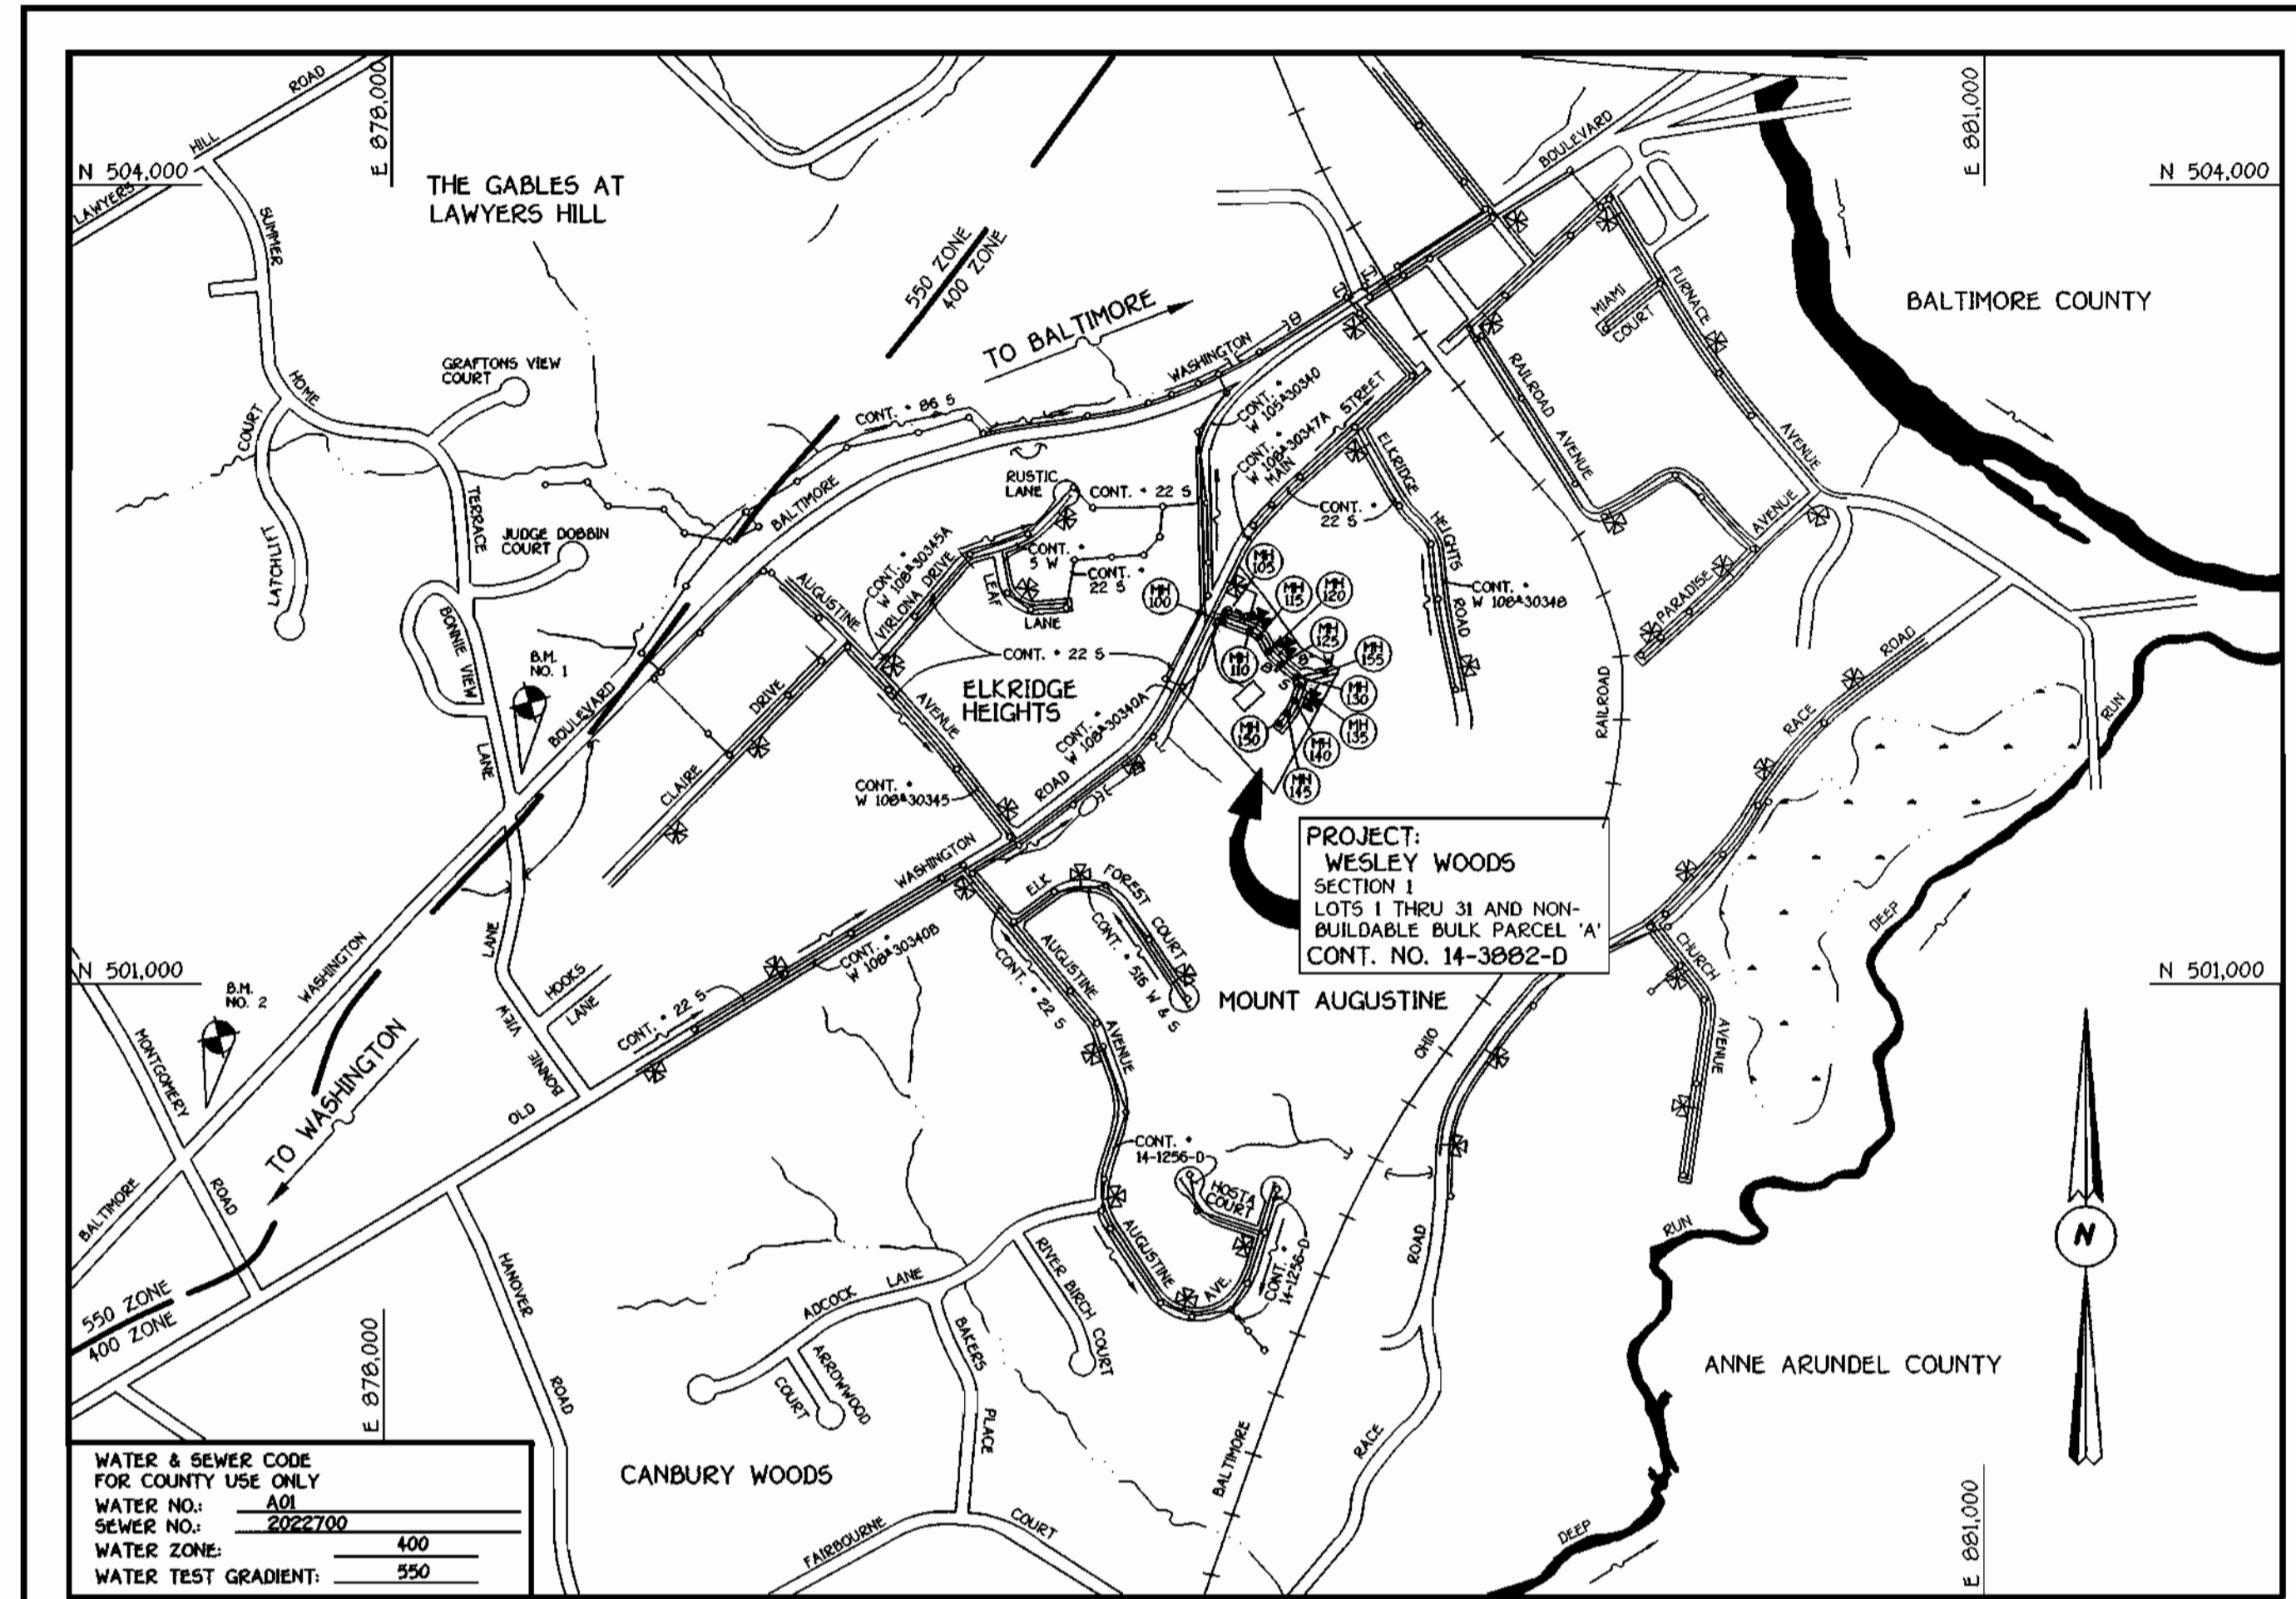 N 504,000
E 878,000
E 881,000
N 504,000
LAWYERS
HILL
ROAD
SUMMER
HOME
TERRACE
THE GABLES AT
LAWYERS HILL
550 ZONE
400 ZONE
TO BALTIMORE
BOULEVARD
BALTIMORE COUNTY
FURNACE
AVENUE
MIAMI
COURT
RAILROAD
AVENUE
GRAFTONS VIEW
COURT
COURT
LATCHLIFT
JUDGE DOBBIN
COURT
CONT. * 86 S
WASHINGTON
BALTIMORE
BOULEVARD
RUSTIC
LANE
CONT. * 22 S
CONT. *
5 W
CONT. *
22 S
LEAF
LANE
CONT. *
W 108&30345A
VIRLONA DRIVE
AUGUSTINE
AVENUE
CONT. *
W 105&30340
CONT. *
W 108&30347A
MAIN STREET
CONT. *
22 S
ELKRIDGE
HEIGHTS
ROAD
CONT. *
W 108&30348
PARADISE
AVENUE
MH
100
MH
105
MH
115
MH
120
MH
125
MH
155
MH
110
MH
130
MH
135
MH
150
MH
140
MH
145
8" S
8" W
BONNIE VIEW
LANE
B.M.
NO. 1
CONT. * 22 S
ELKRIDGE
HEIGHTS
CONT. *
W 108&30340A
CLAIRE
DRIVE
CONT. *
W 108&30345
ROAD
WASHINGTON
RAILROAD
RACE
ROAD
RUN
DEEP
PROJECT:
WESLEY WOODS
SECTION 1
LOTS 1 THRU 31 AND NON-
BUILDABLE BULK PARCEL 'A'
CONT. NO. 14-3882-D
N 501,000
N 501,000
B.M.
NO. 2
WASHINGTON
LANE
BONNIE VIEW
HOOKS
LANE
MONTGOMERY
ROAD
TO WASHINGTON
CONT. * 22 S
CONT. *
W 108&30340B
OLD
ELK
FOREST
COURT
CONT. * 516 W & S
CONT. * 22 S
AUGUSTINE
AVENUE
MOUNT AUGUSTINE
CHURCH
AVENUE
OHIO
BALTIMORE
550 ZONE
400 ZONE
HANOVER
ROAD
CONT. *
14-1256-D
HOSTA
COURT
AUGUSTINE
AVE.
CONT. *
14-1256-D
ADCOCK
LANE
RIVER BIRCH COURT
BAKERS
PLACE
ARROWWOOD
COURT
ROAD
RACE
BALTIMORE
RUN
DEEP
ANNE ARUNDEL COUNTY
N
E 878,000
E 881,000
CANBURY WOODS
FAIRBOURNE
COURT
WATER & SEWER CODE
FOR COUNTY USE ONLY
WATER NO.: A01
SEWER NO.: 2022700
WATER ZONE: 400
WATER TEST GRADIENT: 550